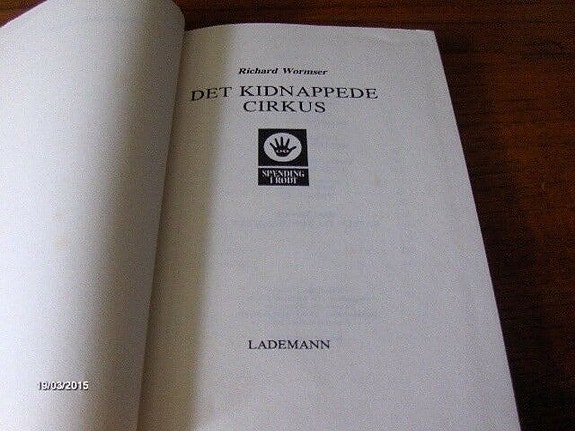 Richard Wormser
DET KIDNAPPEDE
CIRKUS
SPÆNDING
I RØDT
LADEMANN
19/03/2015